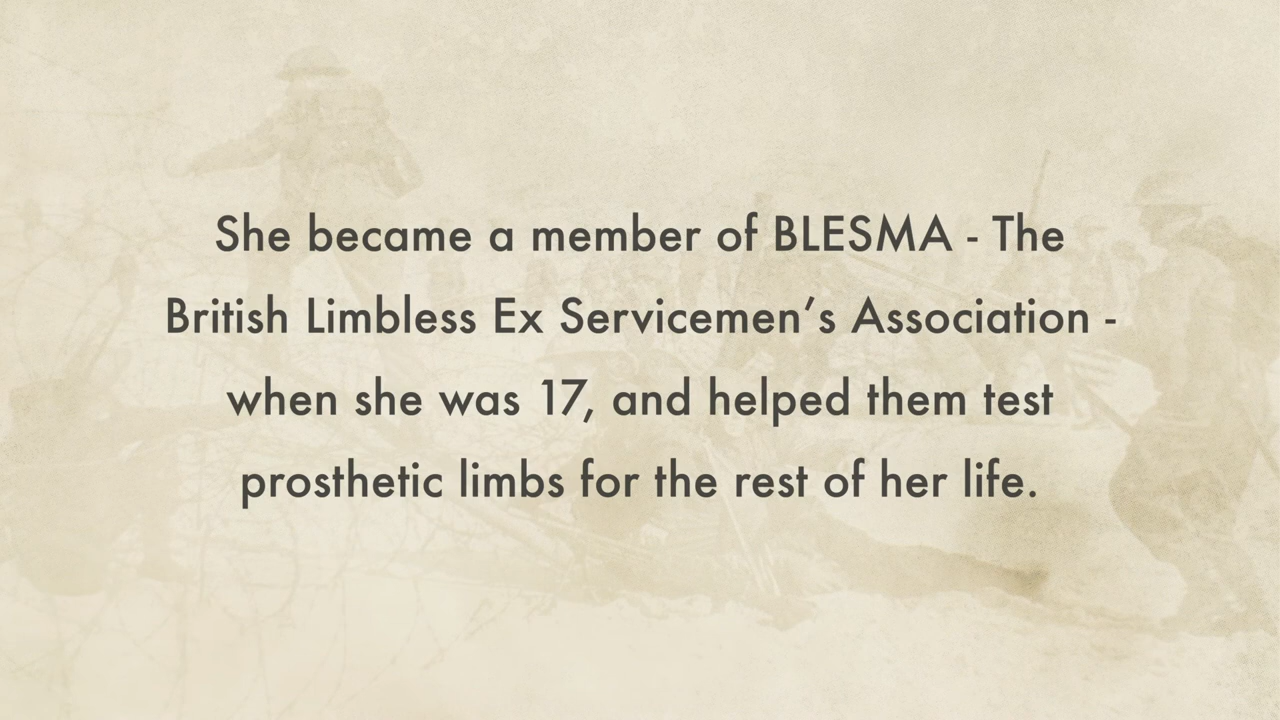 She became a member of BLESMA - The
British Limbless Ex Servicemen’s Association -
when she was 17, and helped them test
prosthetic limbs for the rest of her life.